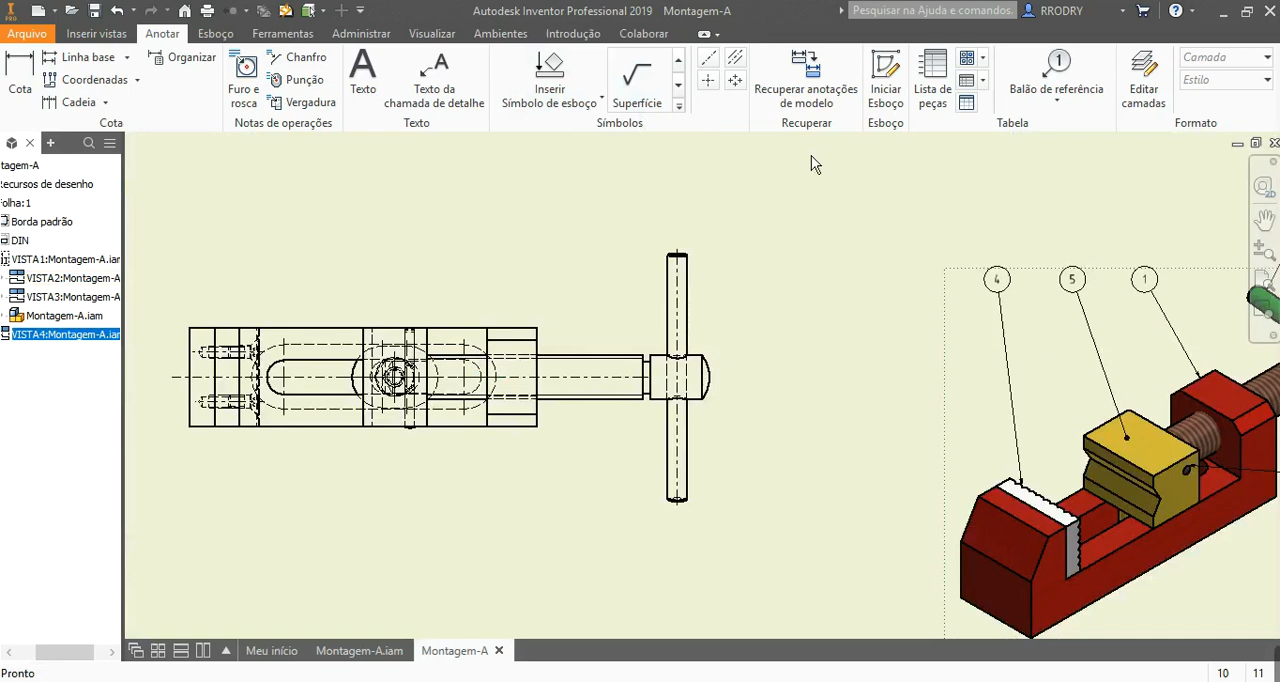 PRO
Autodesk Inventor Professional 2019 Montagem-A
Pesquisar na Ajuda e comandos.
RRODRY
Arquivo Inserir vistas Anotar Esboço Ferramentas Administrar Visualizar Ambientes Introdução Colaborar
Cota
Linha base
Coordenadas
Cadeia
Organizar
Cota
Furo e
rosca
Chanfro
Punção
Vergadura
Notas de operações
Texto
Texto da
chamada de detalhe
Texto
Inserir
Símbolo de esboço
Superfície
Símbolos
Recuperar anotações
de modelo
Recuperar
Iniciar
Esboço
Esboço
Lista de
peças
Balão de referência
Tabela
Editar
camadas
Camada
Estilo
Formato
tagem-A
ecursos de desenho
olha:1
Borda padrão
DIN
VISTA1:Montagem-A.iam
VISTA2:Montagem-A
VISTA3:Montagem-A
Montagem-A.iam
VISTA4:Montagem-A.iam
4 5 1
2D
Meu início Montagem-A.iam Montagem-A
Pronto 10 11